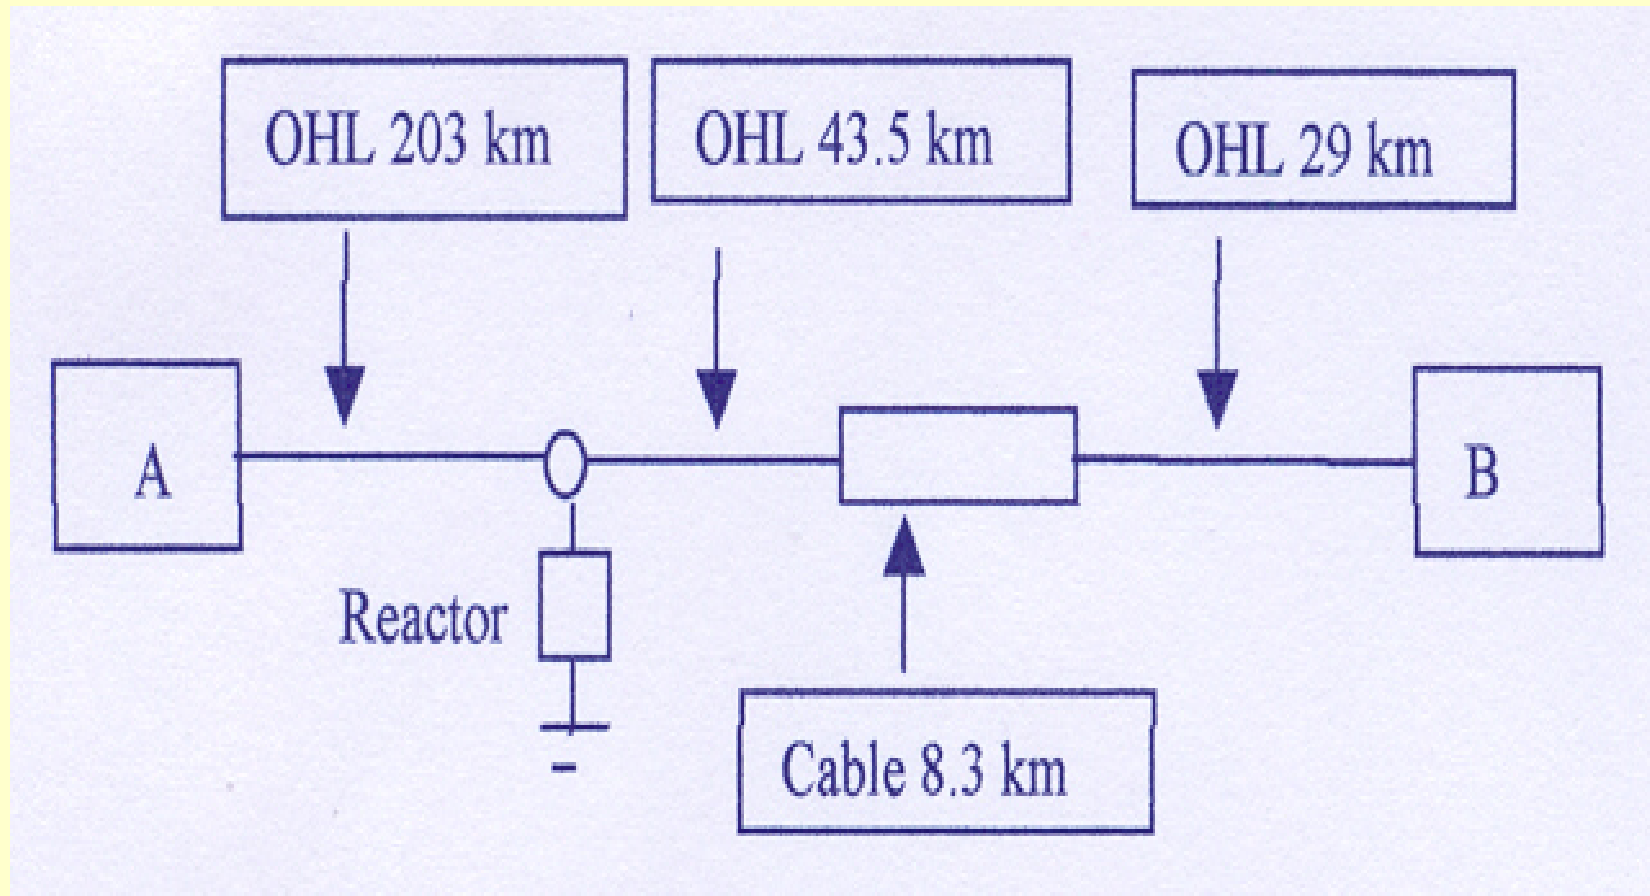 OHL 203 km
OHL 43.5 km
OHL 29 km
A
B
Reactor
Cable 8.3 km